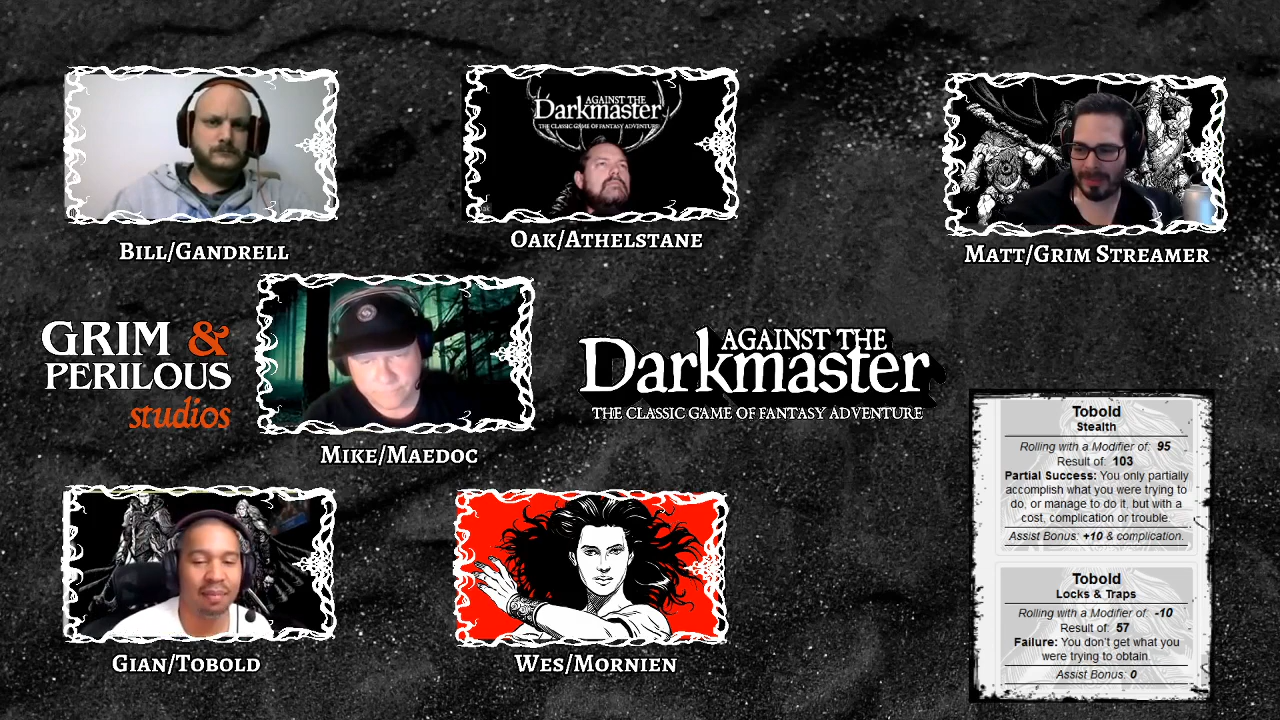 AGAINST THE
Darkmaster
THE CLASSIC GAME OF FANTASY ADVENTURE
Bill/Gandrell
Oak/Athelstane
Matt/Grim Streamer
GRIM &
PERILOUS
studios
Mike/Maedoc
AGAINST THE
Darkmaster
THE CLASSIC GAME OF FANTASY ADVENTURE
Gian/Tobold
Wes/Mornien
Tobold
Stealth
Rolling with a Modifier of: 95
Result of: 103
Partial Success: You only partially
accomplish what you were trying to
do, or manage to do it, but with a
cost, complication or trouble.
Assist Bonus: +10 & complication.
Tobold
Locks & Traps
Rolling with a Modifier of: -10
Result of: 57
Failure: You don't get what you
were trying to obtain.
Assist Bonus: 0